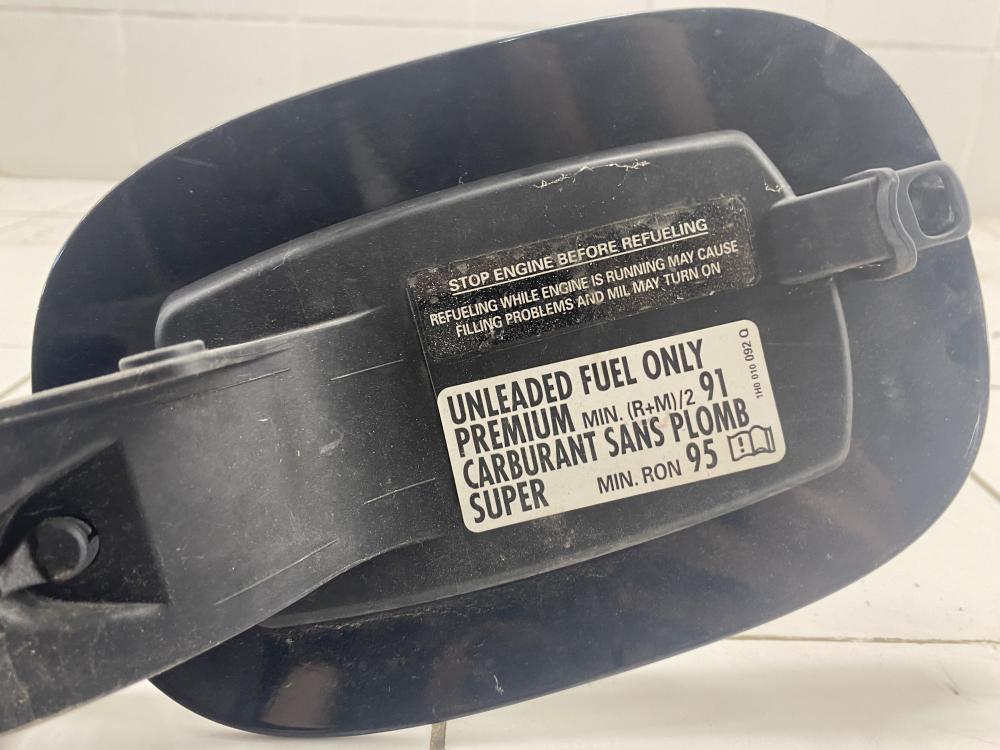 STOP ENGINE BEFORE REFUELING
REFUELING WHILE ENGINE IS RUNNING MAY CAUSE
FILLING PROBLEMS AND MIL MAY TURN ON
UNLEADED FUEL ONLY
PREMIUM MIN. (R+M)/2 91
CARBURANT SANS PLOMB
SUPER MIN. RON 95
1H0 010 092 Q